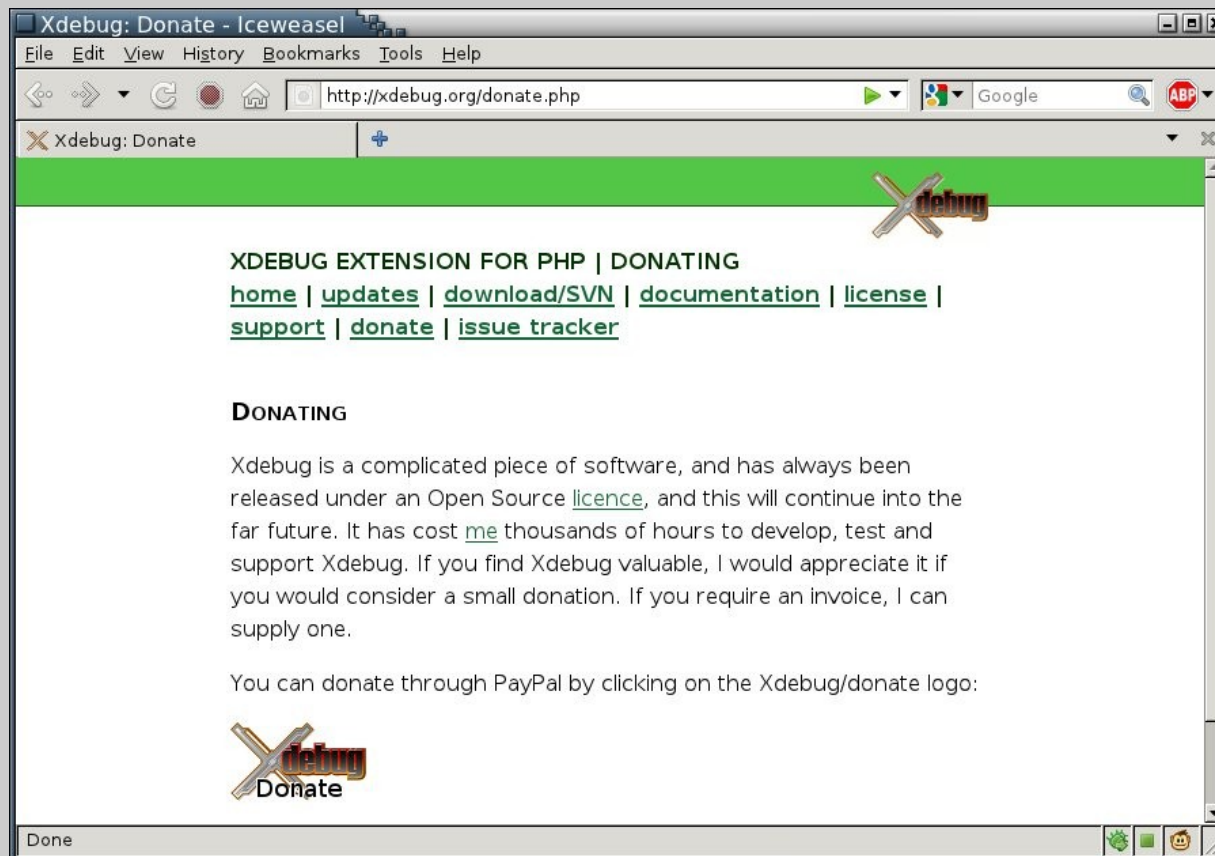 Xdebug: Donate - Iceweasel
File Edit View History Bookmarks Tools Help
http://xdebug.org/donate.php Google ABP
Xdebug: Donate
Xdebug
XDEBUG EXTENSION FOR PHP | DONATING
home | updates | download/SVN | documentation | license |
support | donate | issue tracker
DONATING
Xdebug is a complicated piece of software, and has always been
released under an Open Source licence, and this will continue into the
far future. It has cost me thousands of hours to develop, test and
support Xdebug. If you find Xdebug valuable, I would appreciate it if
you would consider a small donation. If you require an invoice, I can
supply one.
You can donate through PayPal by clicking on the Xdebug/donate logo:
Xdebug
Donate
Done